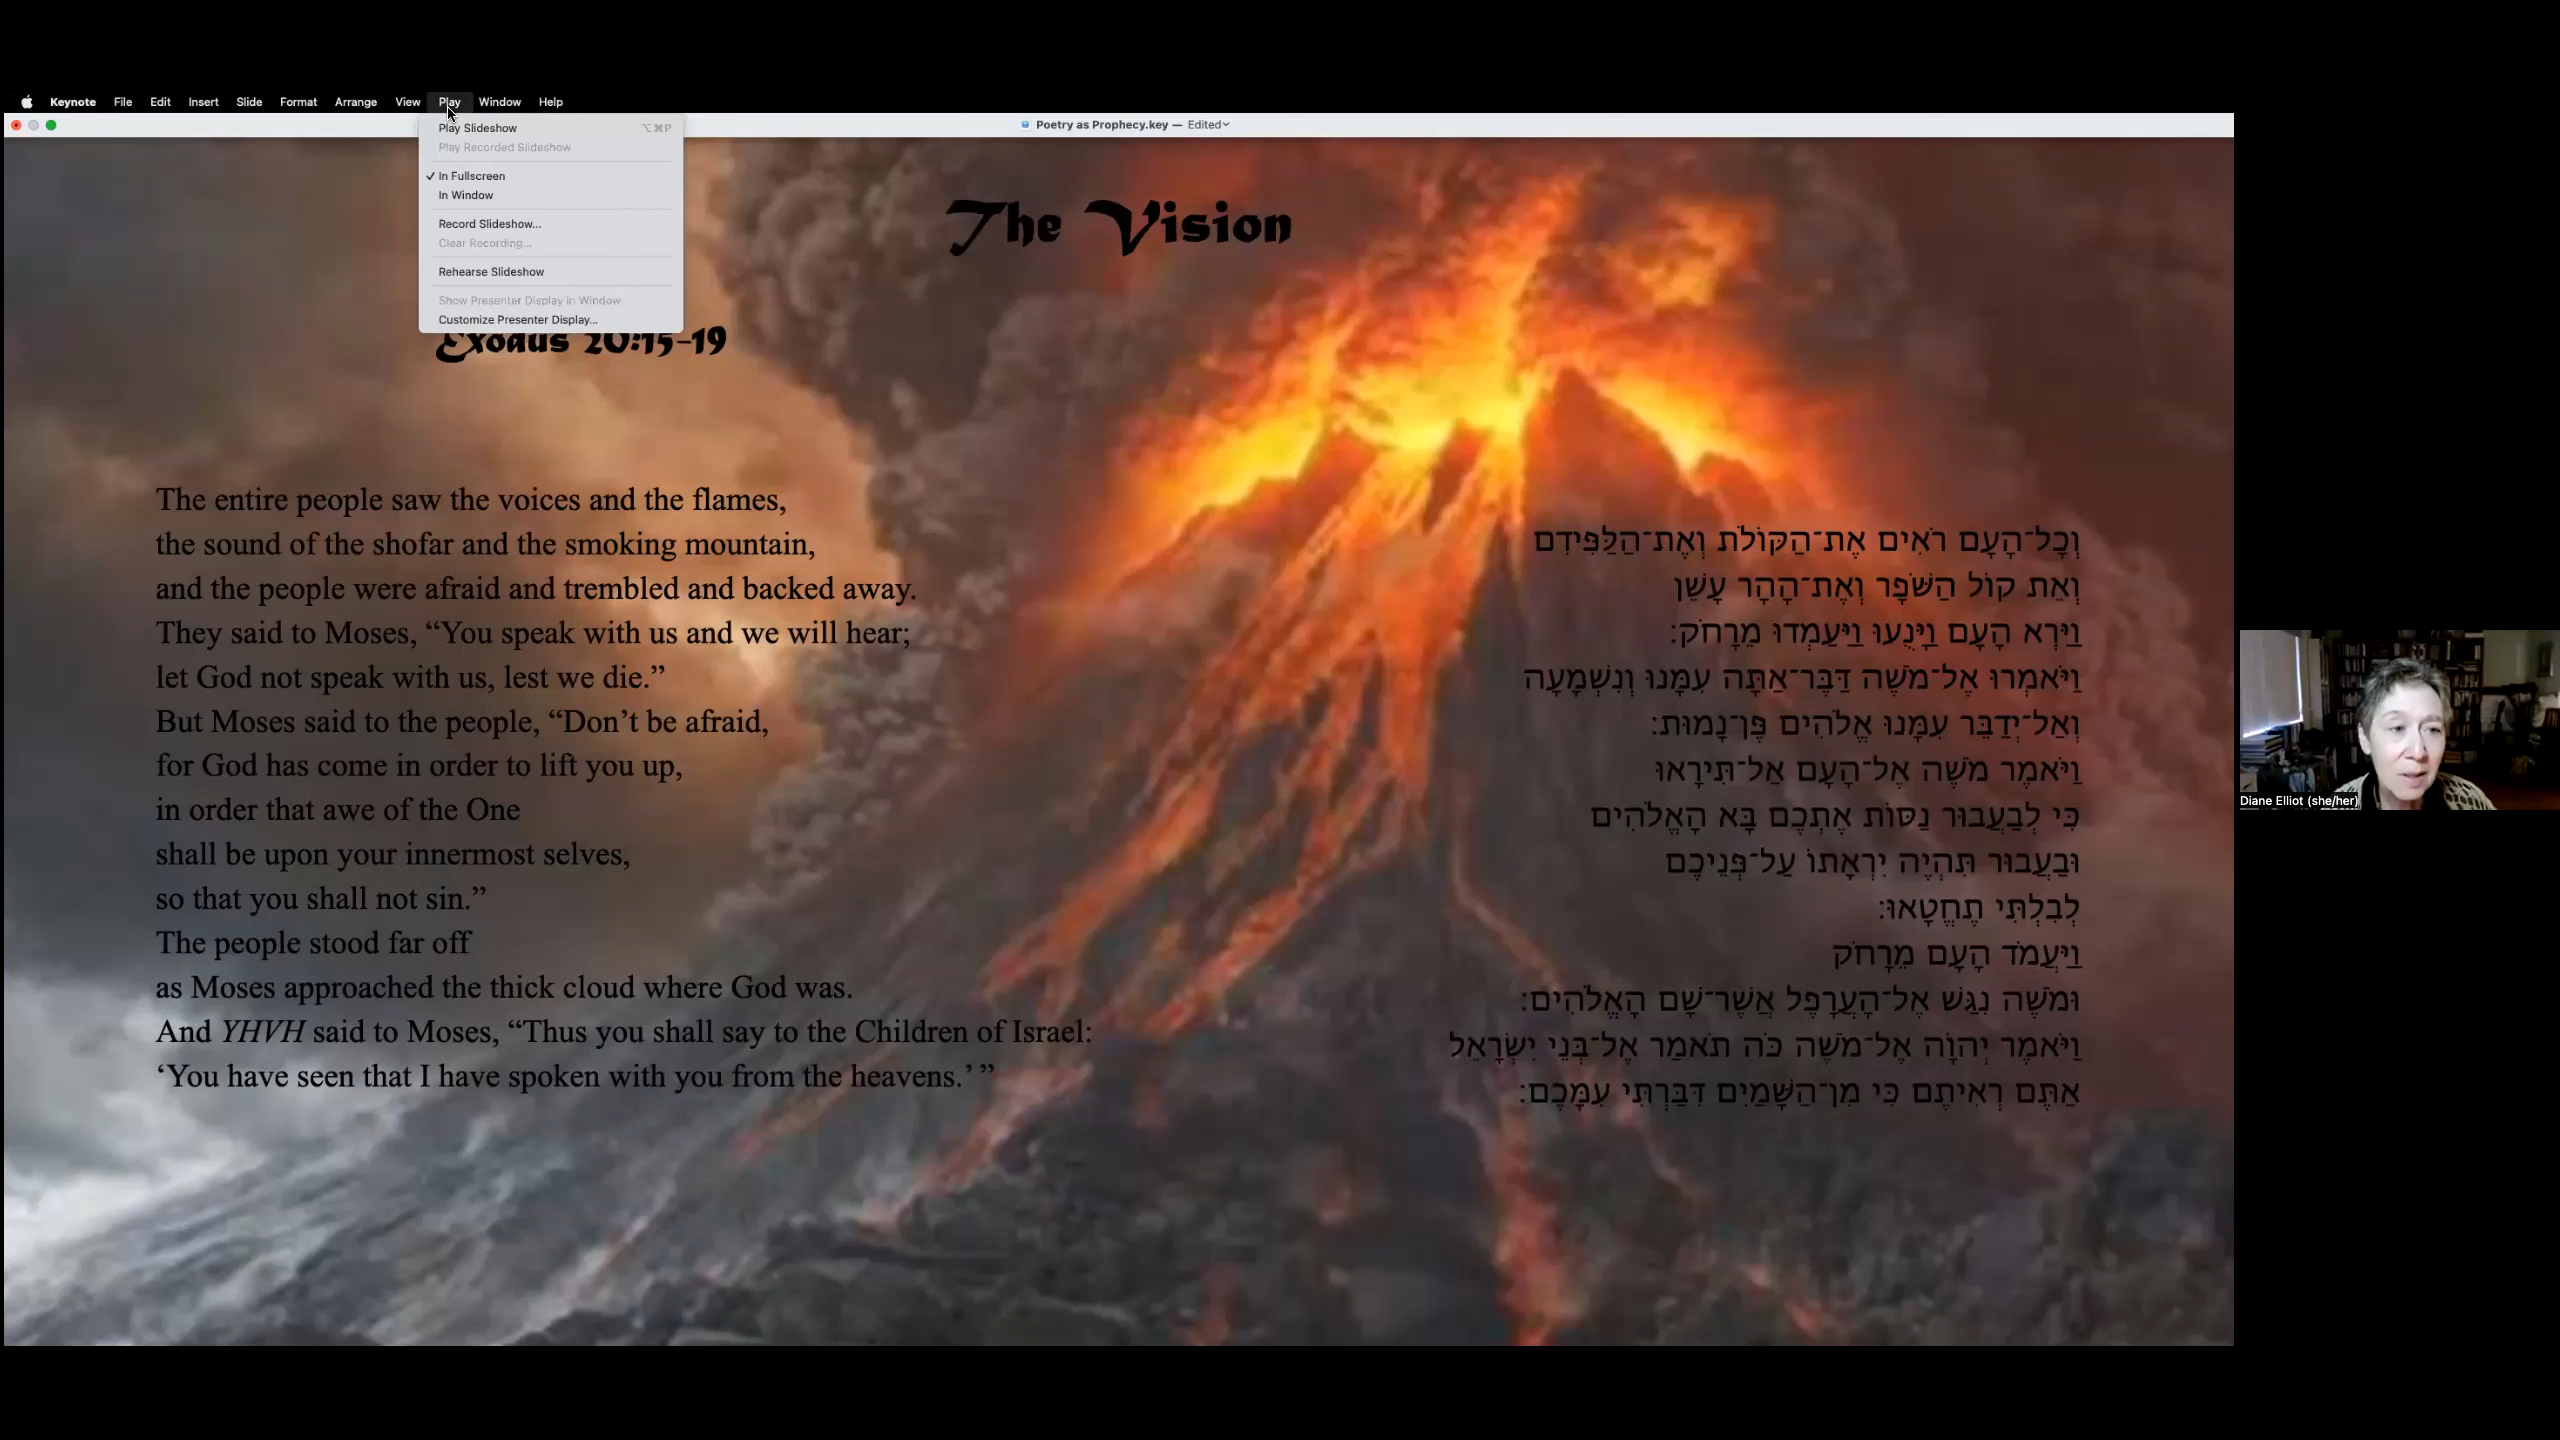 Keynote File Edit Insert Slide Format Arrange View Play Window Help
Poetry as Prophecy.key — Edited
Play Slideshow ⌥⌘P
Play Recorded Slideshow
✓ In Fullscreen
In Window
Record Slideshow...
Clear Recording...
Rehearse Slideshow
Show Presenter Display in Window
Customize Presenter Display...
The Vision
Exodus 20:15-19
The entire people saw the voices and the flames,
the sound of the shofar and the smoking mountain,
and the people were afraid and trembled and backed away.
They said to Moses, “You speak with us and we will hear;
let God not speak with us, lest we die.”
But Moses said to the people, “Don’t be afraid,
for God has come in order to lift you up,
in order that awe of the One
shall be upon your innermost selves,
so that you shall not sin.”
The people stood far off
as Moses approached the thick cloud where God was.
And YHVH said to Moses, “Thus you shall say to the Children of Israel:
‘You have seen that I have spoken with you from the heavens.’ ”
וְכָל־הָעָם רֹאִים אֶת־הַקּוֹלֹת וְאֶת־הַלַּפִּידִם
וְאֵת קוֹל הַשֹּׁפָר וְאֶת־הָהָר עָשֵׁן
וַיַּרְא הָעָם וַיָּנֻעוּ וַיַּעַמְדוּ מֵרָחֹק׃
וַיֹּאמְרוּ אֶל־מֹשֶׁה דַּבֵּר־אַתָּה עִמָּנוּ וְנִשְׁמָעָה
וְאַל־יְדַבֵּר עִמָּנוּ אֱלֹהִים פֶּן־נָמוּת׃
וַיֹּאמֶר מֹשֶׁה אֶל־הָעָם אַל־תִּירָאוּ
כִּי לְבַעֲבוּר נַסּוֹת אֶתְכֶם בָּא הָאֱלֹהִים
וּבַעֲבוּר תִּהְיֶה יִרְאָתוֹ עַל־פְּנֵיכֶם
לְבִלְתִּי תֶחֱטָאוּ׃
וַיַּעֲמֹד הָעָם מֵרָחֹק
וּמֹשֶׁה נִגַּשׁ אֶל־הָעֲרָפֶל אֲשֶׁר־שָׁם הָאֱלֹהִים׃
וַיֹּאמֶר יְהוָֹה אֶל־מֹשֶׁה כֹּה תֹאמַר אֶל־בְּנֵי יִשְׂרָאֵל
אַתֶּם רְאִיתֶם כִּי מִן־הַשָּׁמַיִם דִּבַּרְתִּי עִמָּכֶם׃
Diane Elliot (she/her)